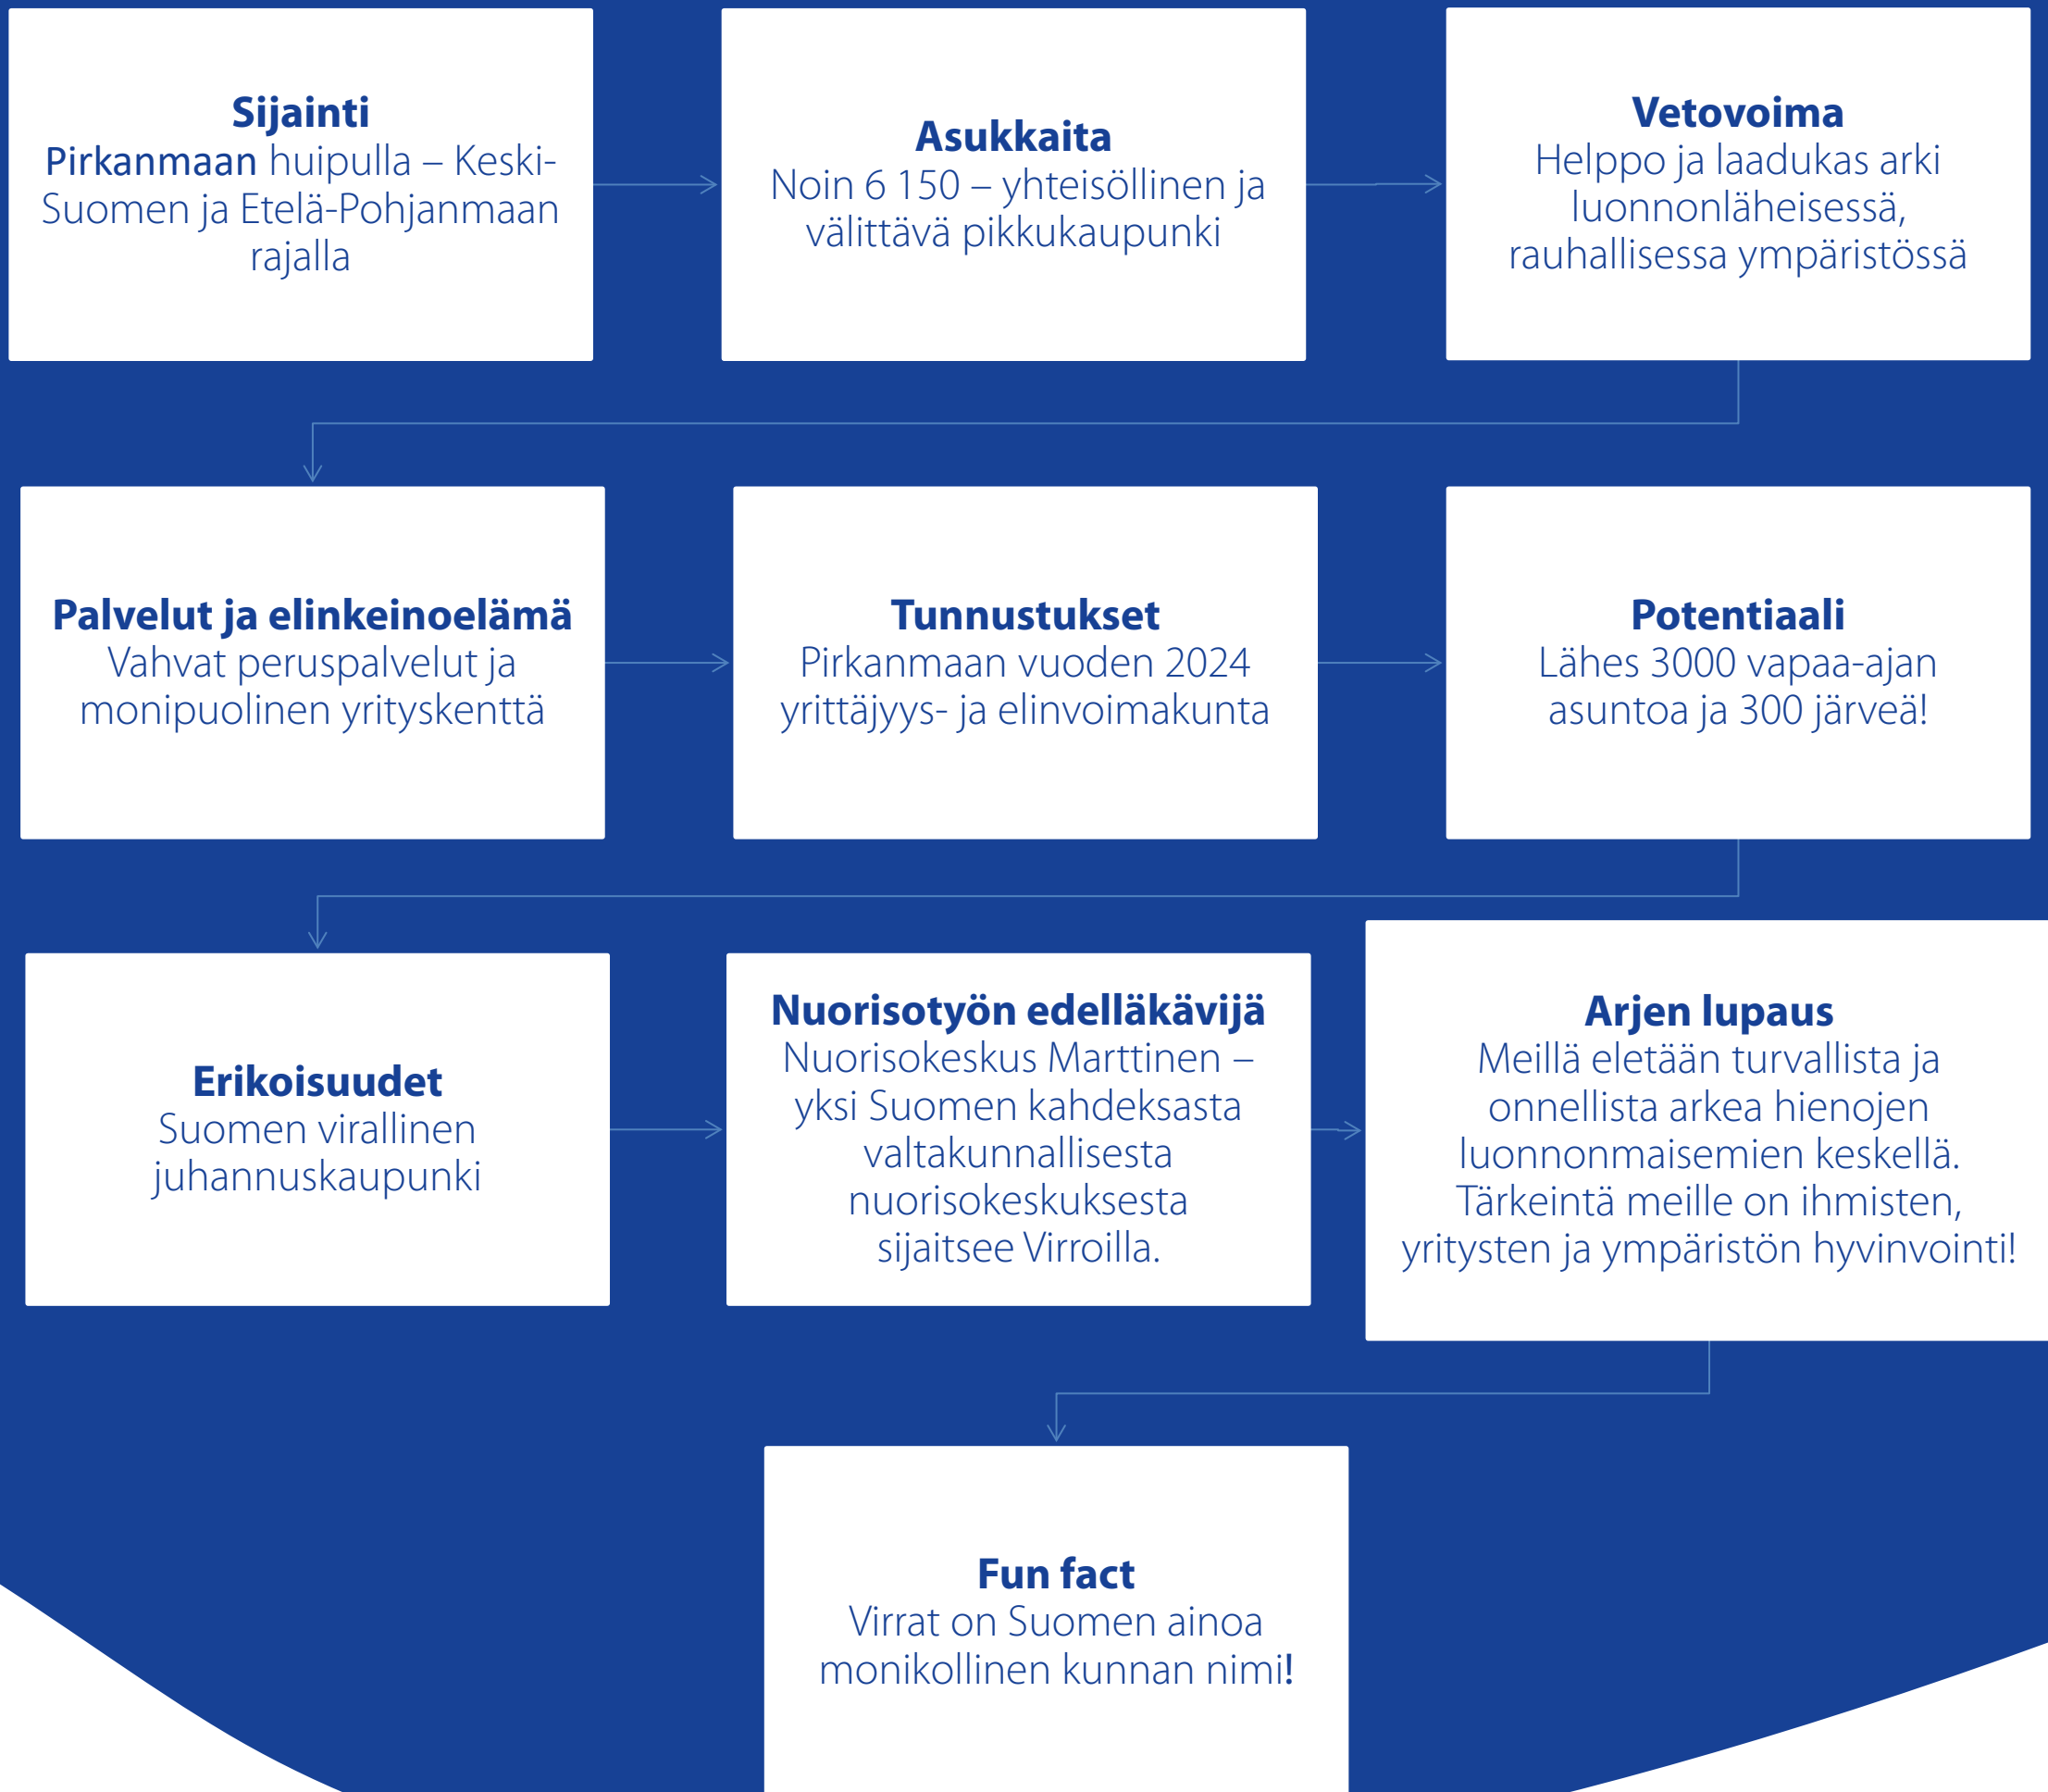 Sijainti
Pirkanmaan huipulla – Keski-
Suomen ja Etelä-Pohjanmaan
rajalla
Asukkaita
Noin 6 150 – yhteisöllinen ja
välittävä pikkukaupunki
Vetovoima
Helppo ja laadukas arki
luonnonläheisessä,
rauhallisessa ympäristössä
Palvelut ja elinkeinoelämä
Vahvat peruspalvelut ja
monipuolinen yrityskenttä
Tunnustukset
Pirkanmaan vuoden 2024
yrittäjyys- ja elinvoimakunta
Potentiaali
Lähes 3000 vapaa-ajan
asuntoa ja 300 järveä!
Erikoisuudet
Suomen virallinen
juhannuskaupunki
Nuorisotyön edelläkävijä
Nuorisokeskus Marttinen –
yksi Suomen kahdeksasta
valtakunnallisesta
nuorisokeskuksesta
sijaitsee Virroilla.
Arjen lupaus
Meillä eletään turvallista ja
onnellista arkea hienojen
luonnonmaisemien keskellä.
Tärkeintä meille on ihmisten,
yritysten ja ympäristön hyvinvointi!
Fun fact
Virrat on Suomen ainoa
monikollinen kunnan nimi!